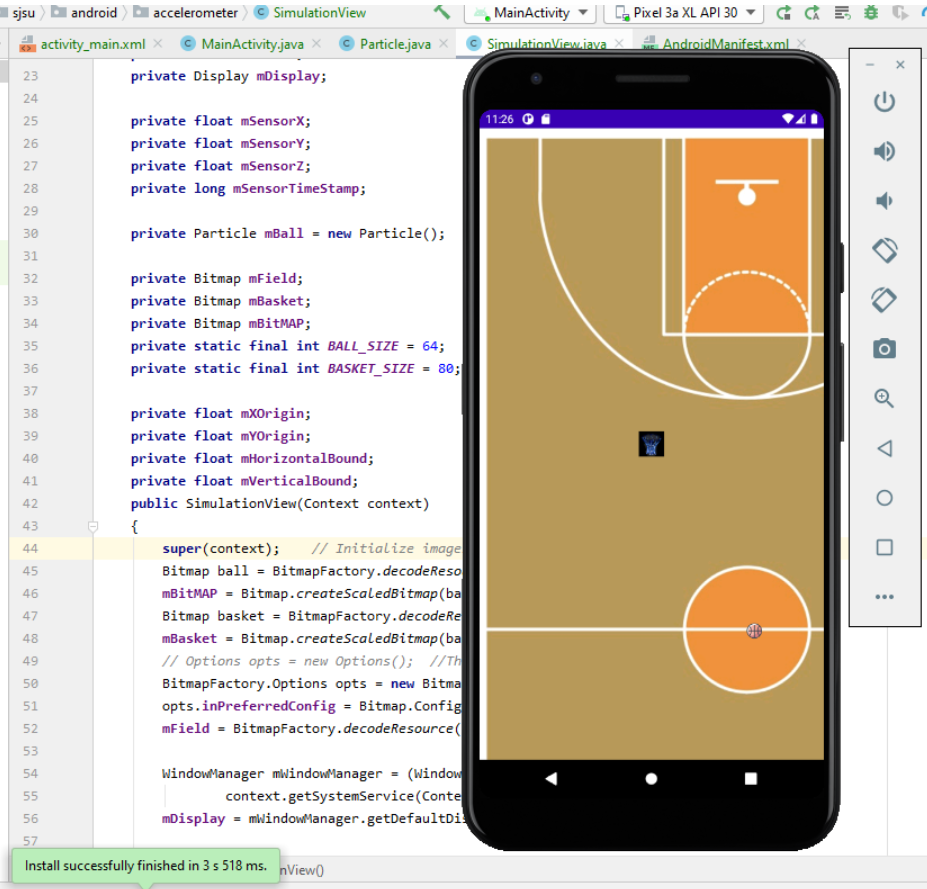 sjsu android accelerometer SimulationView MainActivity Pixel 3a XL API 30
activity_main.xml MainActivity.java Particle.java SimulationView.java AndroidManifest.xml
23 private Display mDisplay;
24
25 private float mSensorX;
26 private float mSensorY;
27 private float mSensorZ;
28 private long mSensorTimeStamp;
29
30 private Particle mBall = new Particle();
31
32 private Bitmap mField;
33 private Bitmap mBasket;
34 private Bitmap mBitMAP;
35 private static final int BALL_SIZE = 64;
36 private static final int BASKET_SIZE = 80;
37
38 private float mXOrigin;
39 private float mYOrigin;
40 private float mHorizontalBound;
41 private float mVerticalBound;
42 public SimulationView(Context context)
43 {
44 super(context); // Initialize image
45 Bitmap ball = BitmapFactory.decodeReso
46 mBitMAP = Bitmap.createScaledBitmap(ba
47 Bitmap basket = BitmapFactory.decodeRe
48 mBasket = Bitmap.createScaledBitmap(ba
49 // Options opts = new Options(); //Th
50 BitmapFactory.Options opts = new Bitma
51 opts.inPreferredConfig = Bitmap.Config
52 mField = BitmapFactory.decodeResource(
53
54 WindowManager mWindowManager = (Window
55 context.getSystemService(Conte
56 mDisplay = mWindowManager.getDefaultDi
57
11:26
Install successfully finished in 3 s 518 ms.
nView()